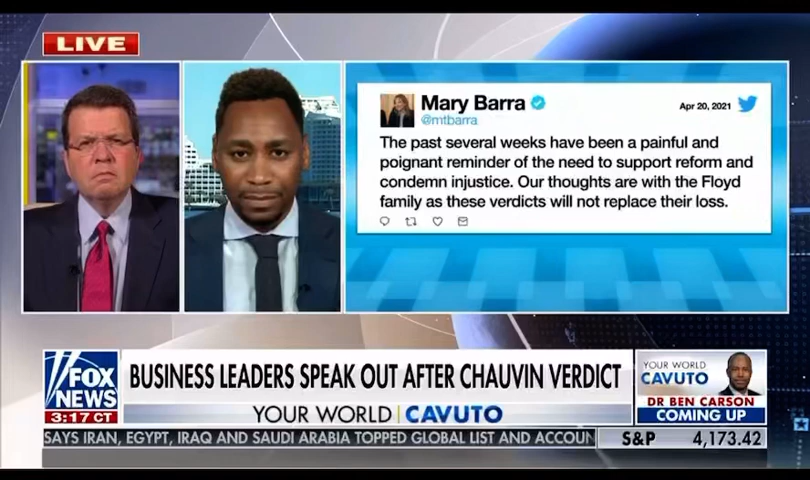 LIVE
Mary Barra
@mtbarra
Apr 20, 2021
The past several weeks have been a painful and
poignant reminder of the need to support reform and
condemn injustice. Our thoughts are with the Floyd
family as these verdicts will not replace their loss.
FOX
NEWS
3:17 CT
BUSINESS LEADERS SPEAK OUT AFTER CHAUVIN VERDICT
YOUR WORLD | CAVUTO
YOUR WORLD
CAVUTO
DR BEN CARSON
COMING UP
SAYS IRAN, EGYPT, IRAQ AND SAUDI ARABIA TOPPED GLOBAL LIST AND ACCOUN
S&P 4,173.42